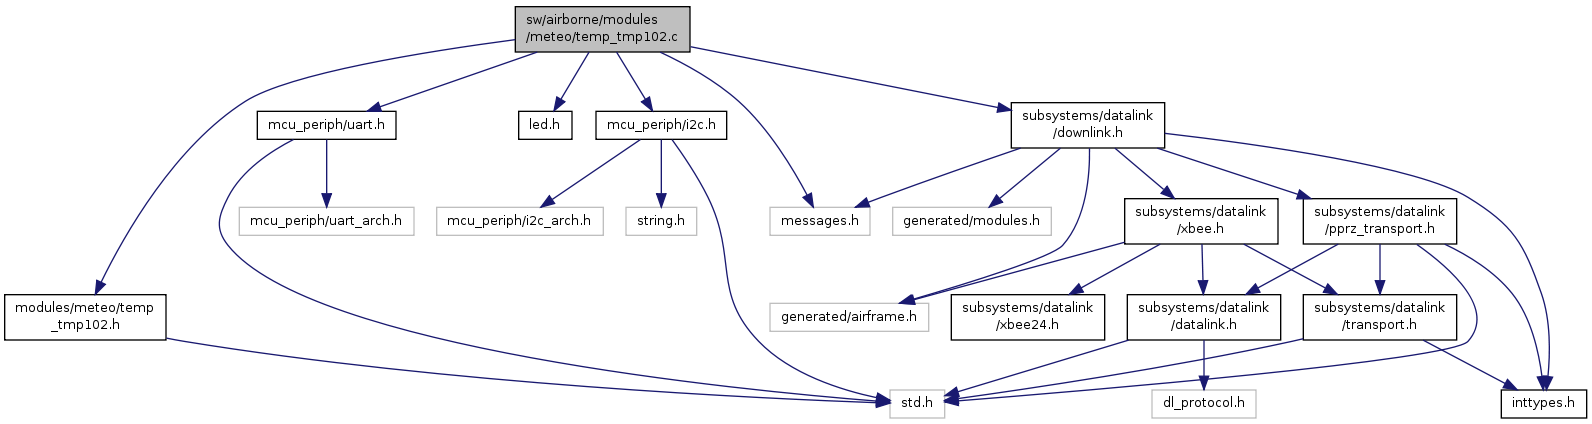 sw/airborne/modules
/meteo/temp_tmp102.c
mcu_periph/uart.h
led.h
mcu_periph/i2c.h
subsystems/datalink
/downlink.h
mcu_periph/uart_arch.h
mcu_periph/i2c_arch.h
string.h
messages.h
generated/modules.h
subsystems/datalink
/xbee.h
subsystems/datalink
/pprz_transport.h
modules/meteo/temp
_tmp102.h
generated/airframe.h
subsystems/datalink
/xbee24.h
subsystems/datalink
/datalink.h
subsystems/datalink
/transport.h
std.h
dl_protocol.h
inttypes.h